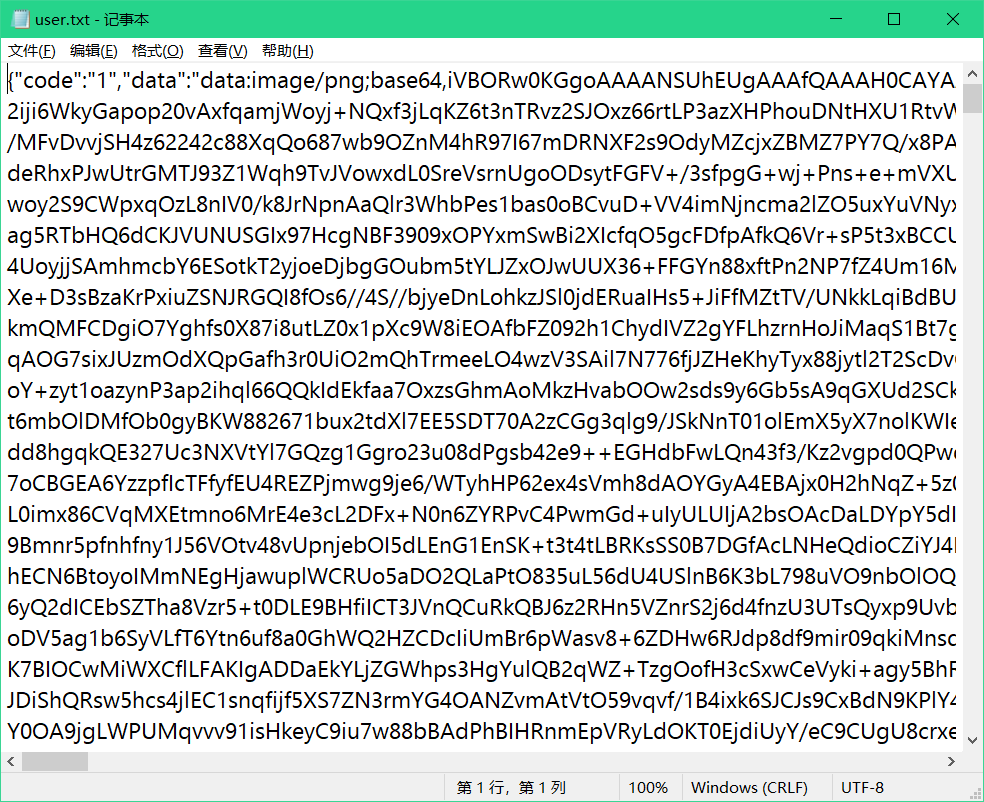 user.txt - 记事本
文件(F) 编辑(E) 格式(O) 查看(V) 帮助(H)
{"code":"1","data":"data:image/png;base64,iVBORw0KGgoAAAANSUhEUgAAAfQAAAH0CAYA
2iji6WkyGapop20vAxfqamjWoyj+NQxf3jLqKZ6t3nTRvz2SJOxz66rtLP3azXHPhouDNtHXU1RtvW
/MFvDvvjSH4z62242c88XqQo687wb9OZnM4hR97I67mDRNXF2s9OdyMZcjxZBMZ7PY7Q/x8PA
deRhxPJwUtrGMTJ93Z1Wqh9TvJVowxdL0SreVsrnUgoODsytFGFV+/3sfpgG+wj+Pns+e+mVXU
woy2S9CWpxqOzL8nIV0/k8JrNpnAaQlr3WhbPes1bas0oBCvuD+VV4imNjncma2lZO5uxYuVNyx
ag5RTbHQ6dCKJVUNUSGIx97HcgNBF3909xOPYxmSwBi2XIcfqO5gcFDfpAfkQ6Vr+sP5t3xBCCU
4UoyjjSAmhmcbY6ESotkT2yjoeDjbgGOubm5tYLJZxOJwUUX36+FFGYn88xftPn2NP7fZ4Um16M
Xe+D3sBzaKrPxiuZSNJRGQI8fOs6//4S//bjyeDnLohkzJSl0jdERuaIHs5+JiFfMZtTV/UNkkLqiBdBU
kmQMFCDgiO7Yghfs0X87i8utLZ0x1pXc9W8iEOAfbFZ092h1ChydIVZ2gYFLhzrnHoJiMaqS1Bt7g
qAOG7sixJUzmOdXQpGafh3r0UiO2mQhTrmeeLO4wzV3SAil7N776fjJZHeKhyTyx88jytl2T2ScDv
oY+zyt1oazynP3ap2ihql66QQkIdEkfaa7OxzsGhmAoMkzHvabOOw2sds9y6Gb5sA9qGXUd2SCk
t6mbOlDMfOb0gyBKW882671bux2tdXl7EE5SDT70A2zCGg3qlg9/JSkNnT01olEmX5yX7nolKWIe
dd8hgqkQE327Uc3NXVtYl7GQzg1Ggro23u08dPgsb42e9++EGHdbFwLQn43f3/Kz2vgpd0QPw
7oCBGEA6YzzpfIcTFfyfEU4REZPjmwg9je6/WTyhHP62ex4sVmh8dAOYGyA4EBAjx0H2hNqZ+5z0
L0imx86CVqMXEtmno6MrE4e3cL2DFx+N0n6ZYRPvC4PwmGd+uIyULUIjA2bsOAcDaLDYpY5dI
9Bmnr5pfnhfny1J56VOtv48vUpnjebOI5dLEnG1EnSK+t3t4tLBRKsSS0B7DGfAcLNHeQdioCZiYJ4
hECN6BtoyoIMmNEgHjawuplWCRUo5aDO2QLaPtO835uL56dU4USlnB6K3bL798uVO9nbOlOQ
6yQ2dICEbSZTha8Vzr5+t0DLE9BHfiICT3JVnQCuRkQBJ6z2RHn5VZnrS2j6d4fnzU3UTsQyxp9Uvb
oDV5ag1b6SyVLfT6Ytn6uf8a0GhWQ2HZCDcIiUmBr6pWasv8+6ZDHw6RJdp8df9mir09qkiMnsc
K7BIOCwMiWXCflLFAKIgADDaEkYLjZGWhps3HgYulQB2qWZ+TzgOofH3cSxwCeVyki+agy5BhF
JDiShQRsw5hcs4jlEC1snqfijf5XS7ZN3rmYG4OANZvmAtVtO59vqvf/1B4ixk6SJCJs9CxBdN9KPlY4
Y0OA9jgLWPUMqvvv91isHkeyC9iu7w88bBAdPhBIHRnmEpVRyLdOKT0EjdiUyY/eC9CUgU8crxe
第 1 行，第 1 列 100% Windows (CRLF) UTF-8